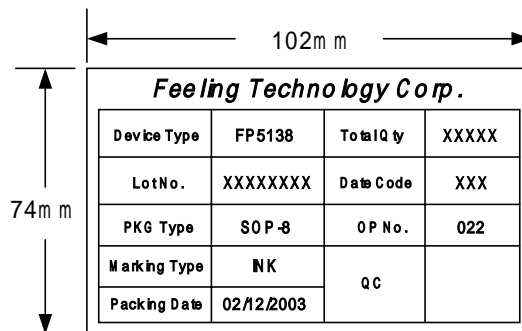 102mm
Feeling Technology Corp.
Device Type FP5138 Total Q'ty XXXXX
Lot No. XXXXXXXX Date Code XXX
74mm
PKG Type SOP-8 OP No. 022
Marking Type INK
QC
Packing Date 02/12/2003